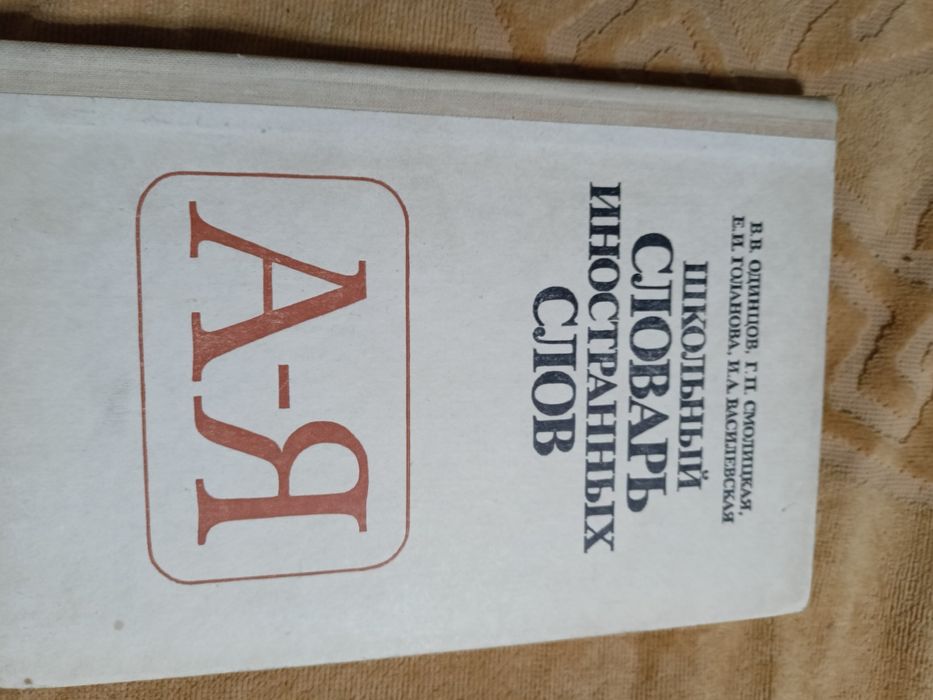 В.В. ОДИНЦОВ, Г.П. СМОЛИЦКАЯ,
Е.И. ГОЛАНОВА, И.А. ВАСИЛЕВСКАЯ
ШКОЛЬНЫЙ
СЛОВАРЬ
ИНОСТРАННЫХ
СЛОВ
А-Я